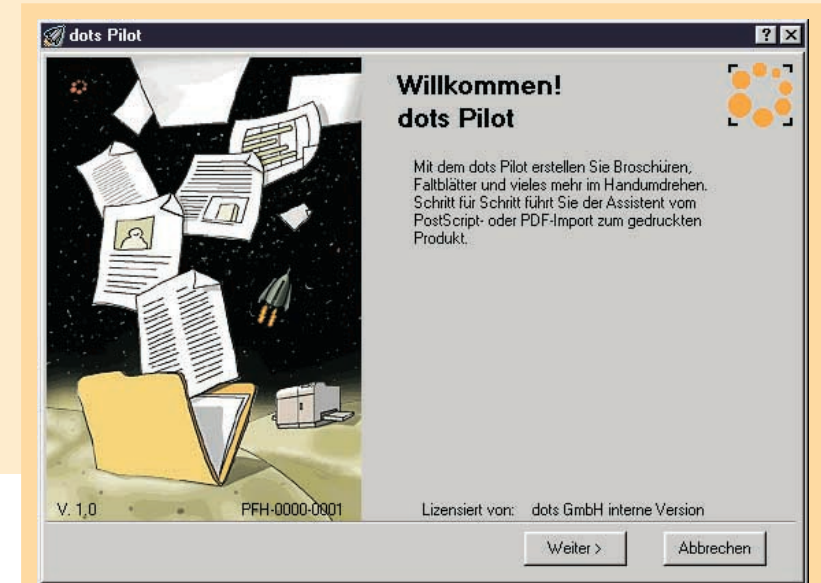 dots Pilot
Willkommen!
dots Pilot
Mit dem dots Pilot erstellen Sie Broschüren,
Faltblätter und vieles mehr im Handumdrehen.
Schritt für Schritt führt Sie der Assistent vom
PostScript- oder PDF-Import zum gedruckten
Produkt.
V. 1,0 PFH-0000-0001
Lizensiert von: dots GmbH interne Version
Weiter >
Abbrechen